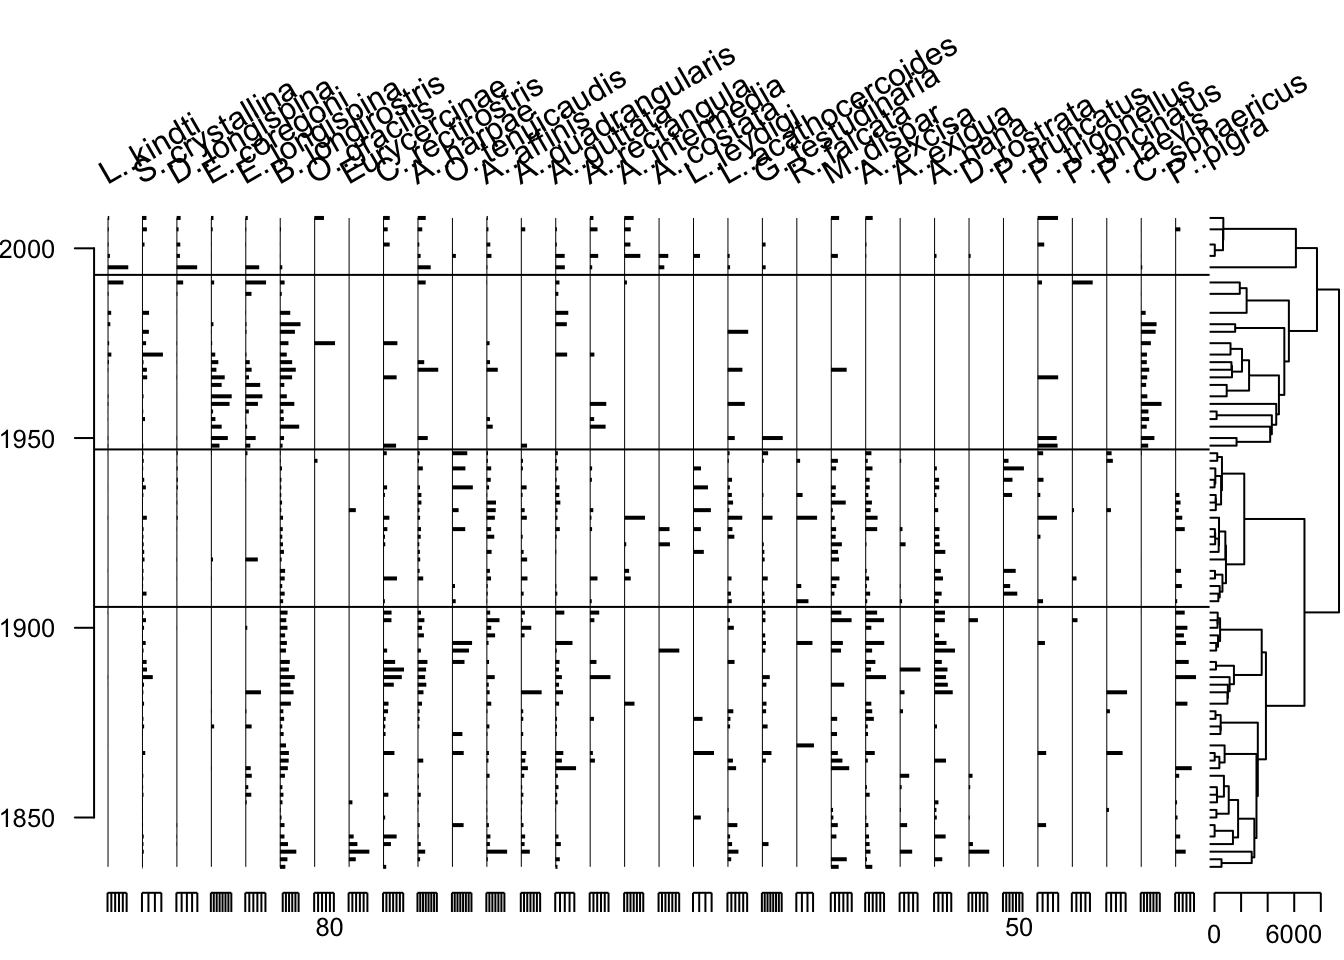 L..kindti
S..crystallina
D..longispina
E..coregoni
E..longispina
B..longirostris
O..gracilis
Eurycercinae
C..rectirostris
A..harpae
O..tenuicaudis
A..affinis
A..quadrangularis
A..guttata
A..rectangula
A..intermedia
A..costata
L..leydigi
L..acathocercoides
G..testudinaria
R..falcata
M..dispar
A..excisa
A..exigua
A..nana
D..rostrata
P..truncatus
P..trigonellus
P..uncinatus
P..laevis
C..sphaericus
P..pigra
2000
1950
1900
1850
80
50
0 6000